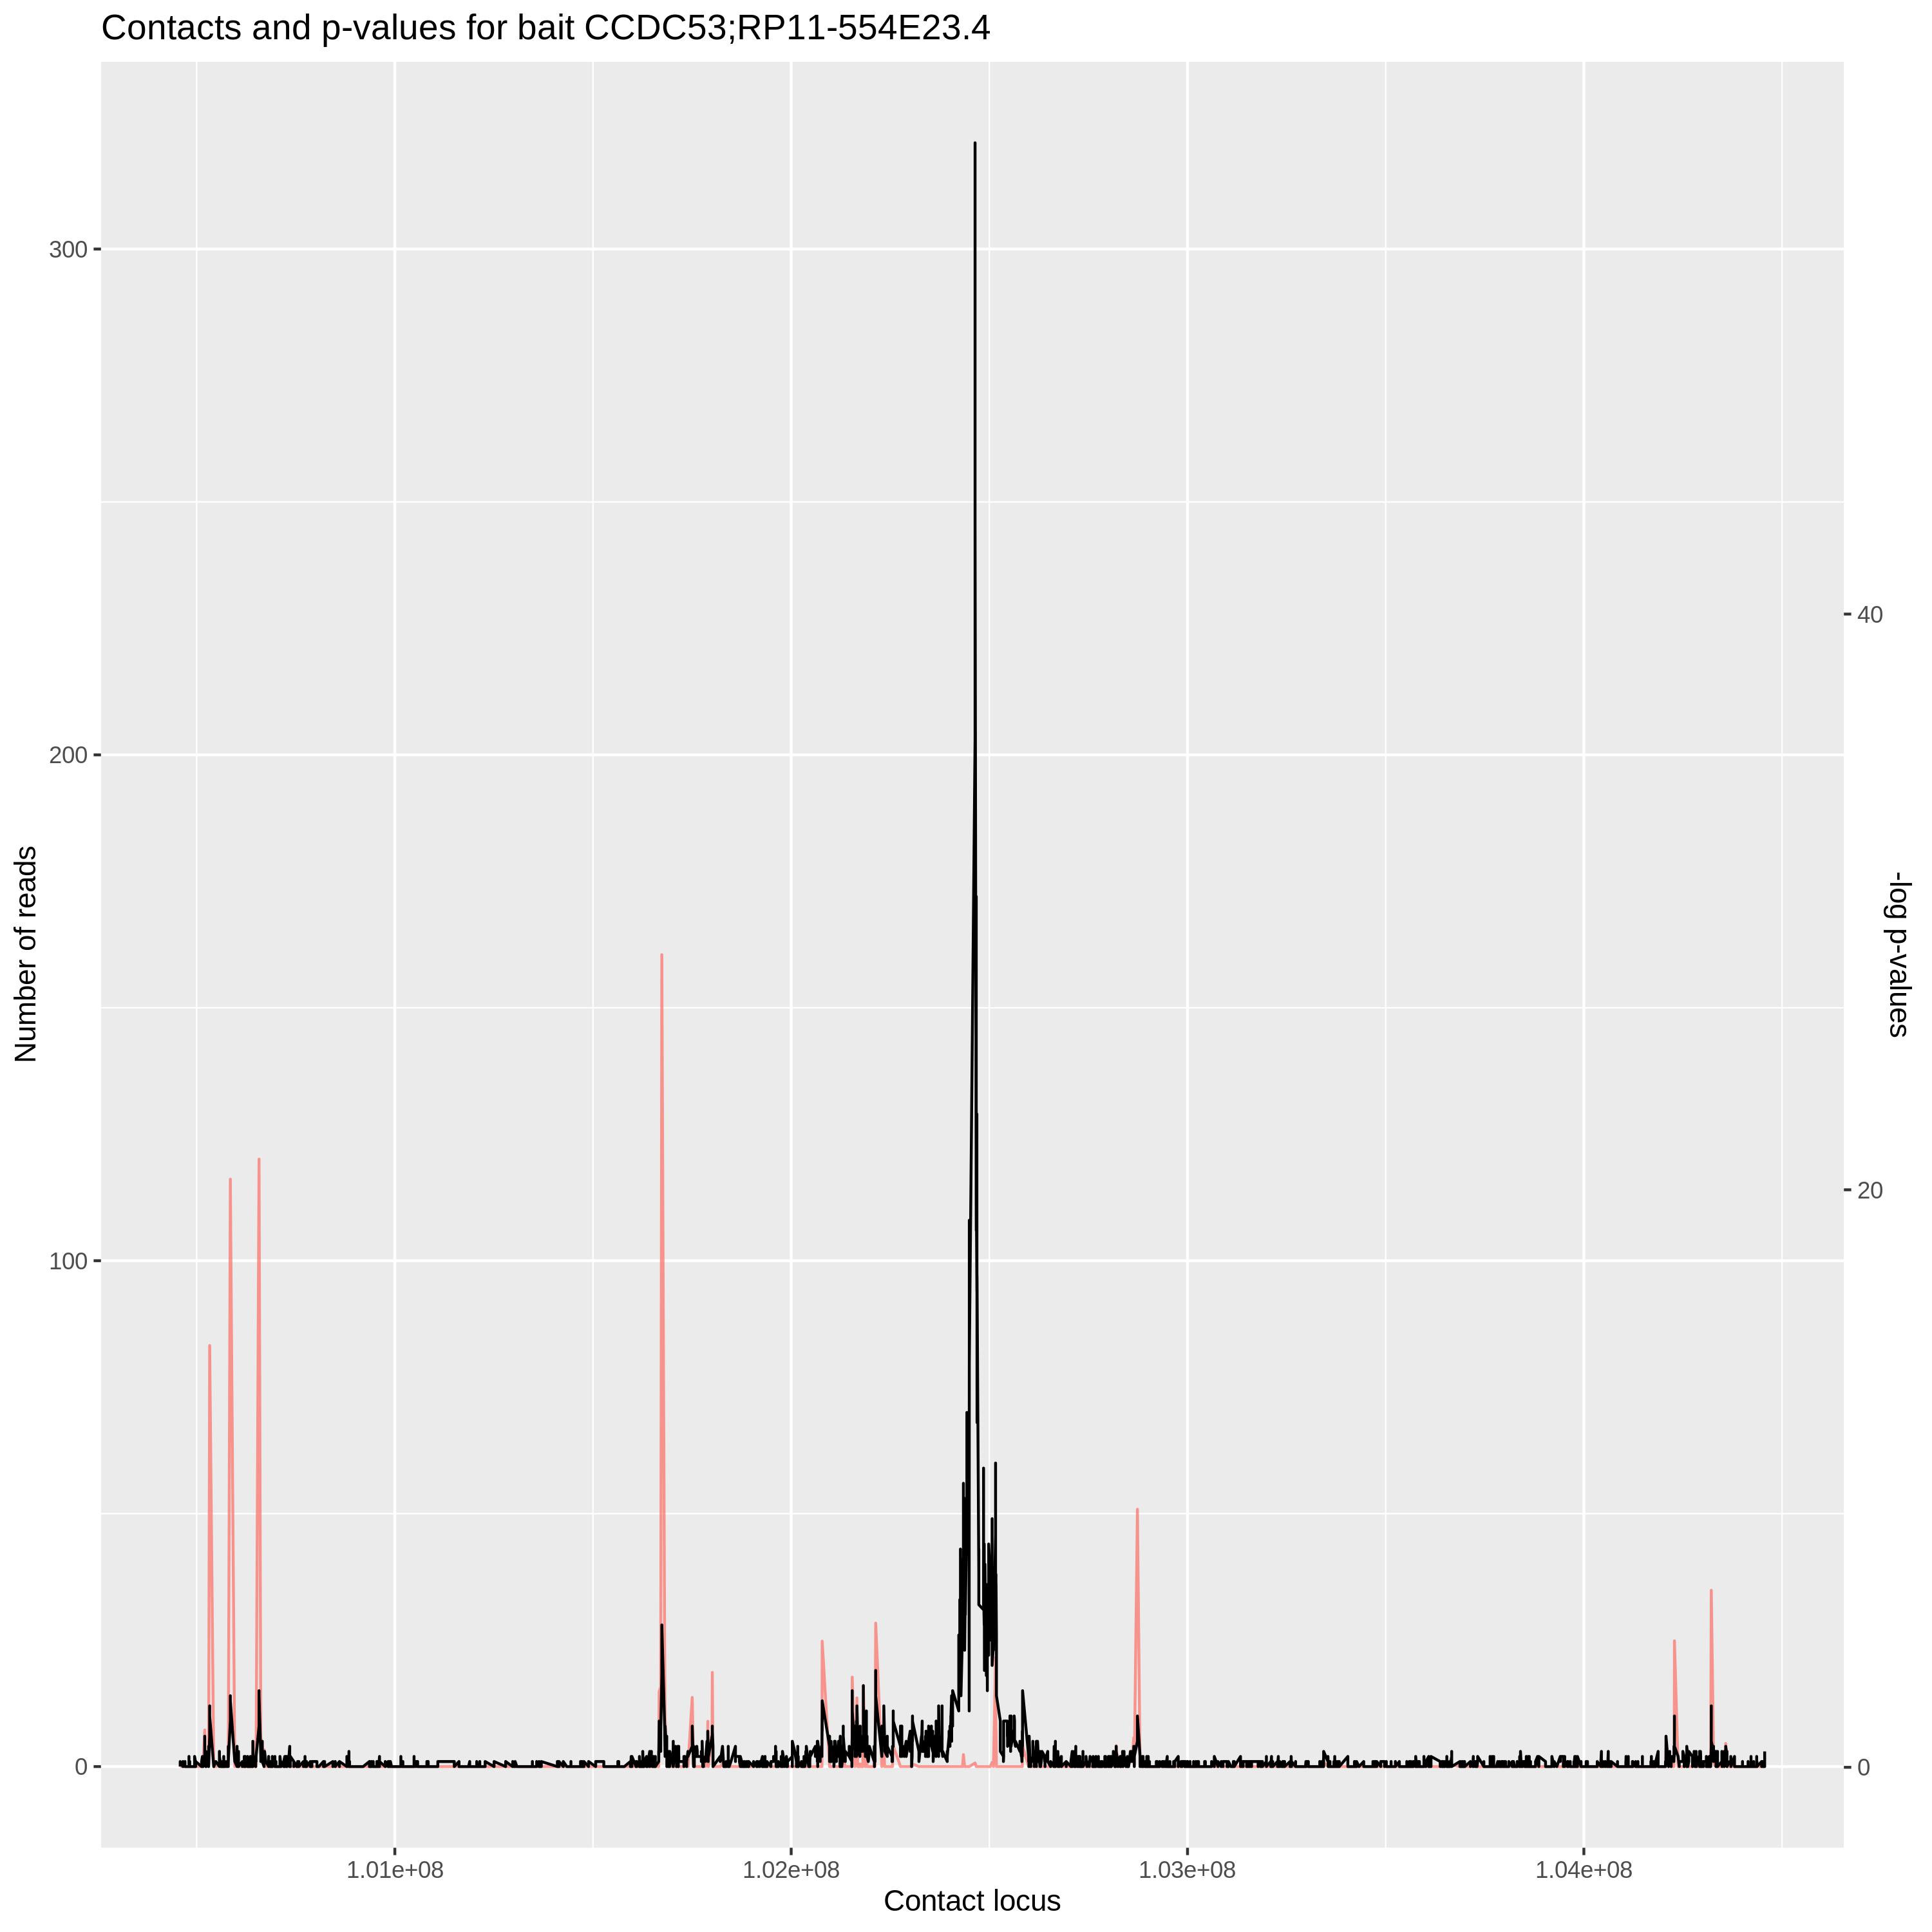 Contacts and p-values for bait CCDC53;RP11-554E23.4
Number of reads
300
200
100
0
40
20
0
-log p-values
1.01e+08 1.02e+08 1.03e+08 1.04e+08
Contact locus